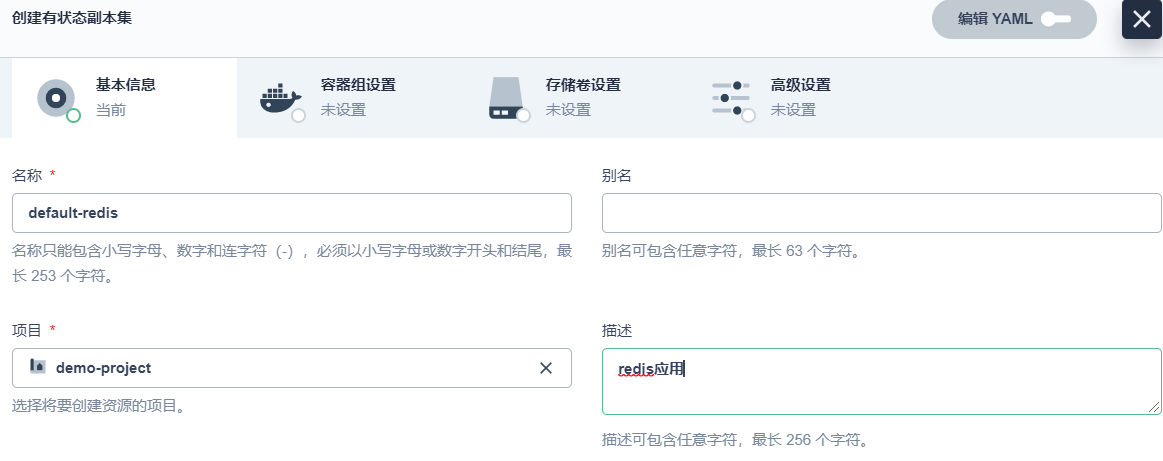 创建有状态副本集
编辑 YAML
基本信息
当前
容器组设置
未设置
存储卷设置
未设置
高级设置
未设置
名称 *
default-redis
名称只能包含小写字母、数字和连字符（-），必须以小写字母或数字开头和结尾，最
长 253 个字符。
别名
别名可包含任意字符，最长 63 个字符。
项目 *
demo-project
选择将要创建资源的项目。
描述
redis应用
描述可包含任意字符，最长 256 个字符。